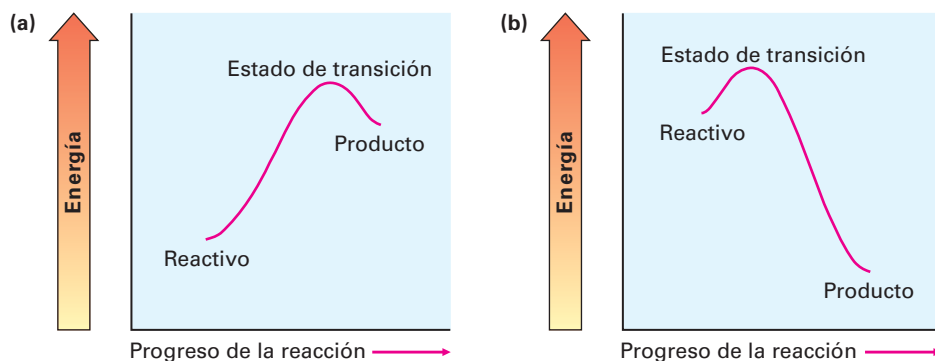 (a)
Energía
Estado de transición
Producto
Reactivo
Progreso de la reacción
(b)
Energía
Estado de transición
Reactivo
Producto
Progreso de la reacción